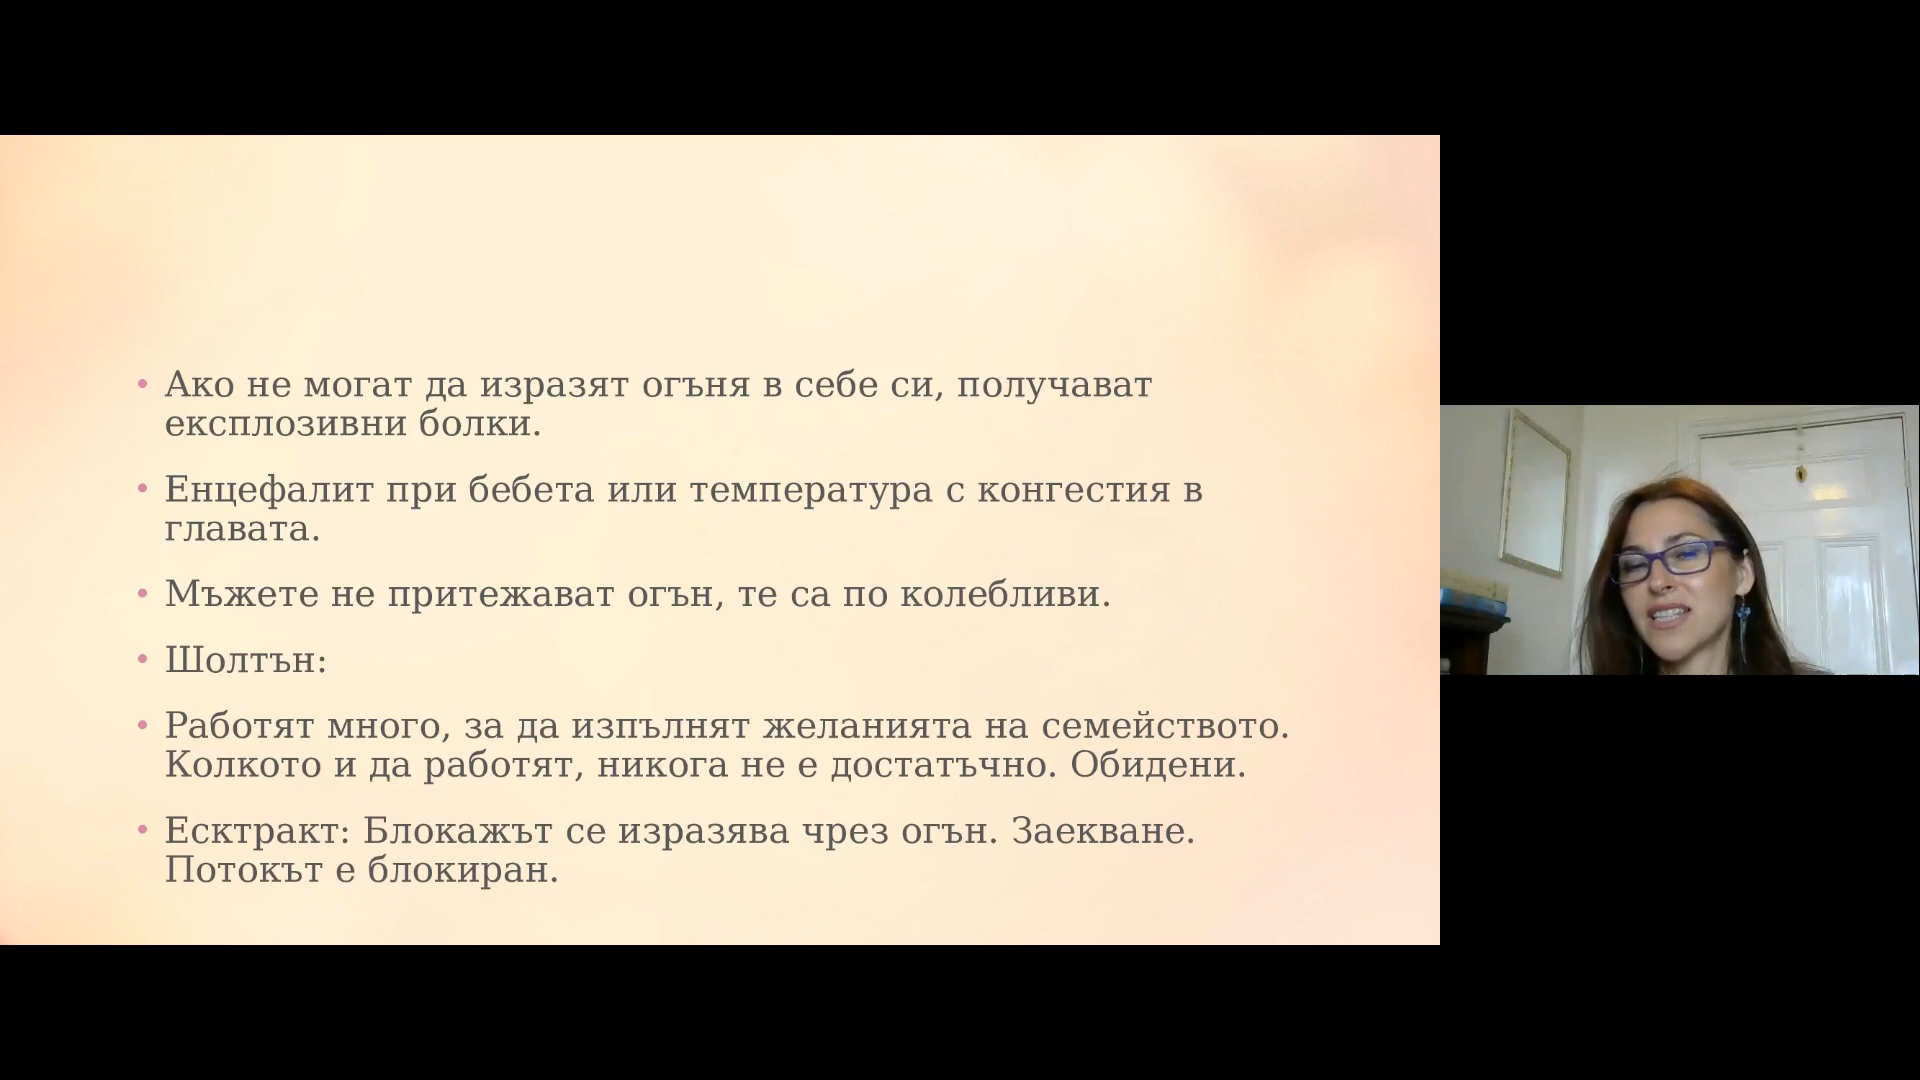 Ако не могат да изразят огъня в себе си, получават
експлозивни болки.
Енцефалит при бебета или температура с конгестия в
главата.
Мъжете не притежават огън, те са по колебливи.
Шолтън:
Работят много, за да изпълнят желанията на семейството.
Колкото и да работят, никога не е достатъчно. Обидени.
Есктракт: Блокажът се изразява чрез огън. Заекване.
Потокът е блокиран.